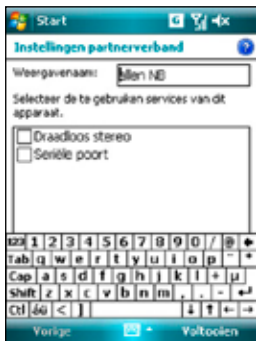 Start
Instellingen partnerverband
Weergavenaam: NB
Selecteer de te gebruiken services van dit
apparaat.
Draadloos stereo
Seriële poort
123 1 2 3 4 5 6 7 8 9 0 / @
Tab q w e r t y u i o p " *
Cap a s d f g h j k l + µ
Shift z x c v b n m , . -
Ctl áü < ]
Vorige Voltooien